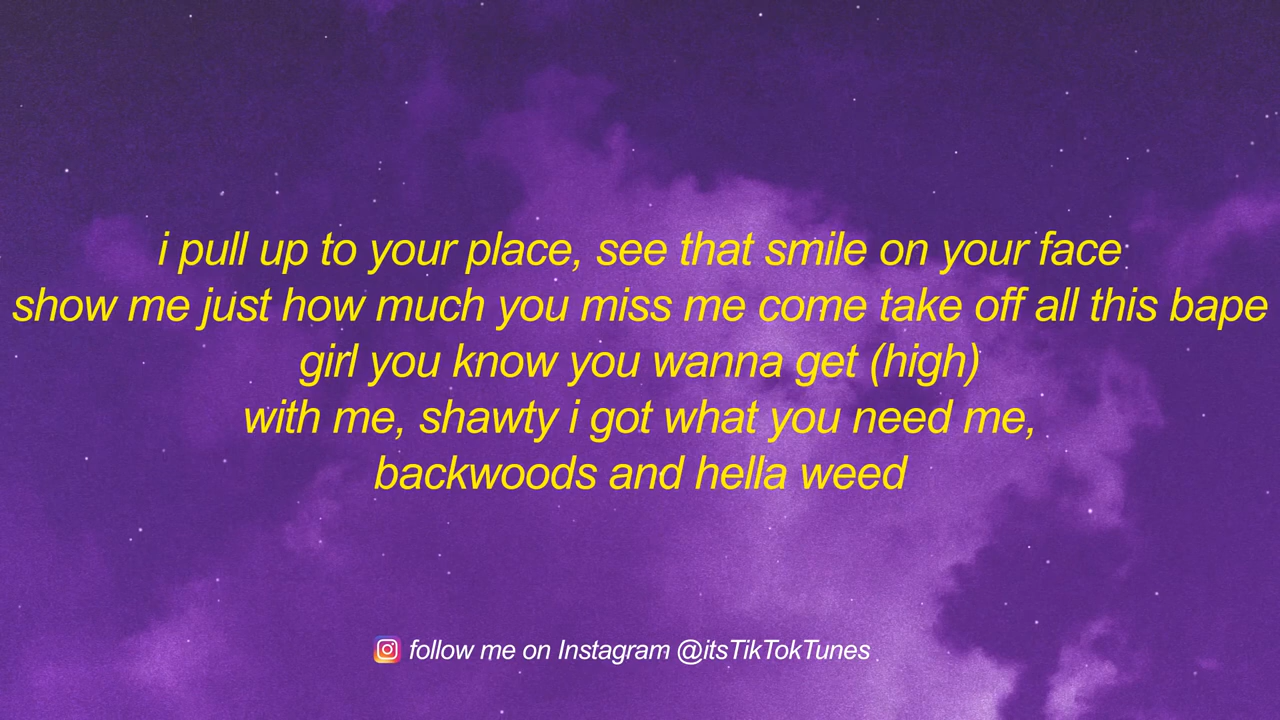 i pull up to your place, see that smile on your face
show me just how much you miss me come take off all this bape
girl you know you wanna get (high)
with me, shawty i got what you need me,
backwoods and hella weed
follow me on Instagram @itsTikTokTunes